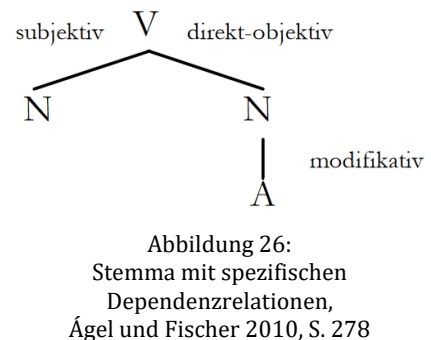 subjektiv V direkt-objektiv
N N
modifikativ
A
Abbildung 26:
Stemma mit spezifischen
Dependenzrelationen,
Ágel und Fischer 2010, S. 278